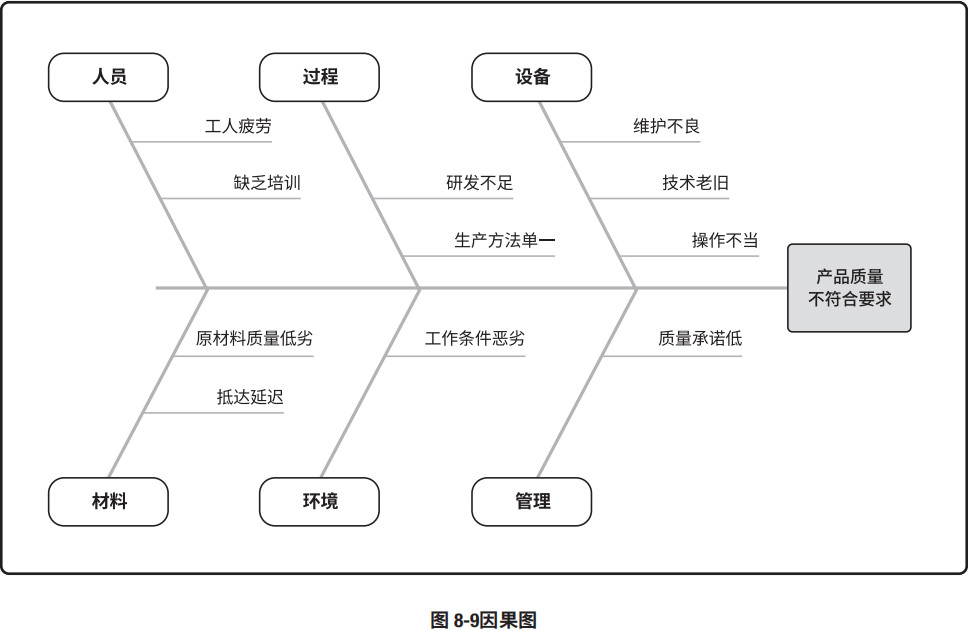 人员
过程
设备
工人疲劳
维护不良
缺乏培训
研发不足
技术老旧
生产方法单一
操作不当
产品质量
不符合要求
原材料质量低劣
工作条件恶劣
质量承诺低
抵达延迟
材料
环境
管理
图 8-9因果图